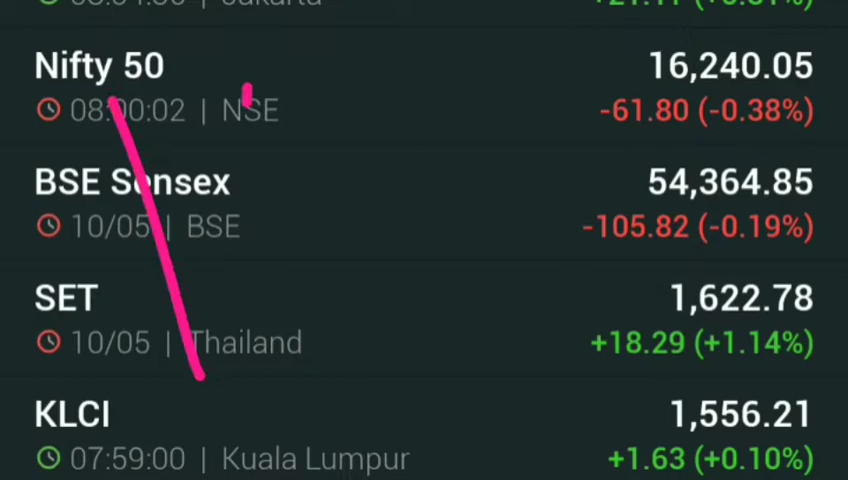 Nifty 50 16,240.05
08:00:02 | NSE -61.80 (-0.38%)
BSE Sensex 54,364.85
10/05 | BSE -105.82 (-0.19%)
SET 1,622.78
10/05 | Thailand +18.29 (+1.14%)
KLCI 1,556.21
07:59:00 | Kuala Lumpur +1.63 (+0.10%)